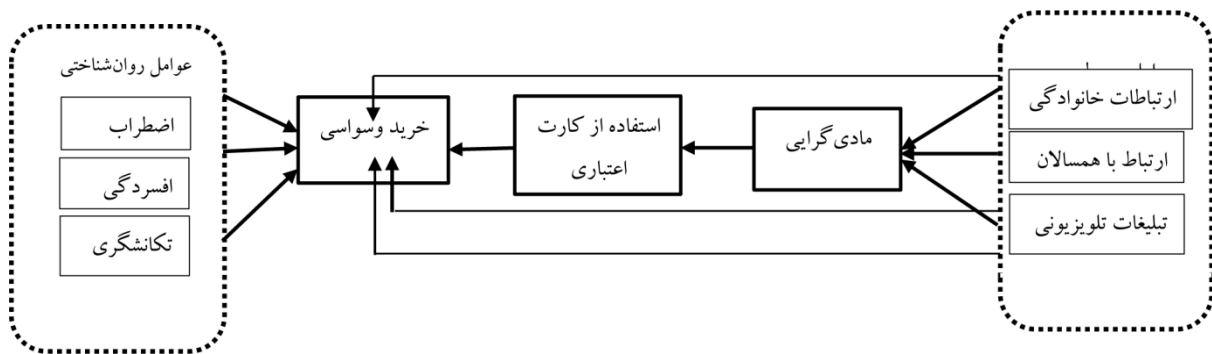 عوامل روان‌شناختی
اضطراب
افسردگی
تکانشگری
خرید وسواسی
استفاده از کارت
اعتباری
مادی‌گرایی
ارتباطات خانوادگی
ارتباط با همسالان
تبلیغات تلویزیونی